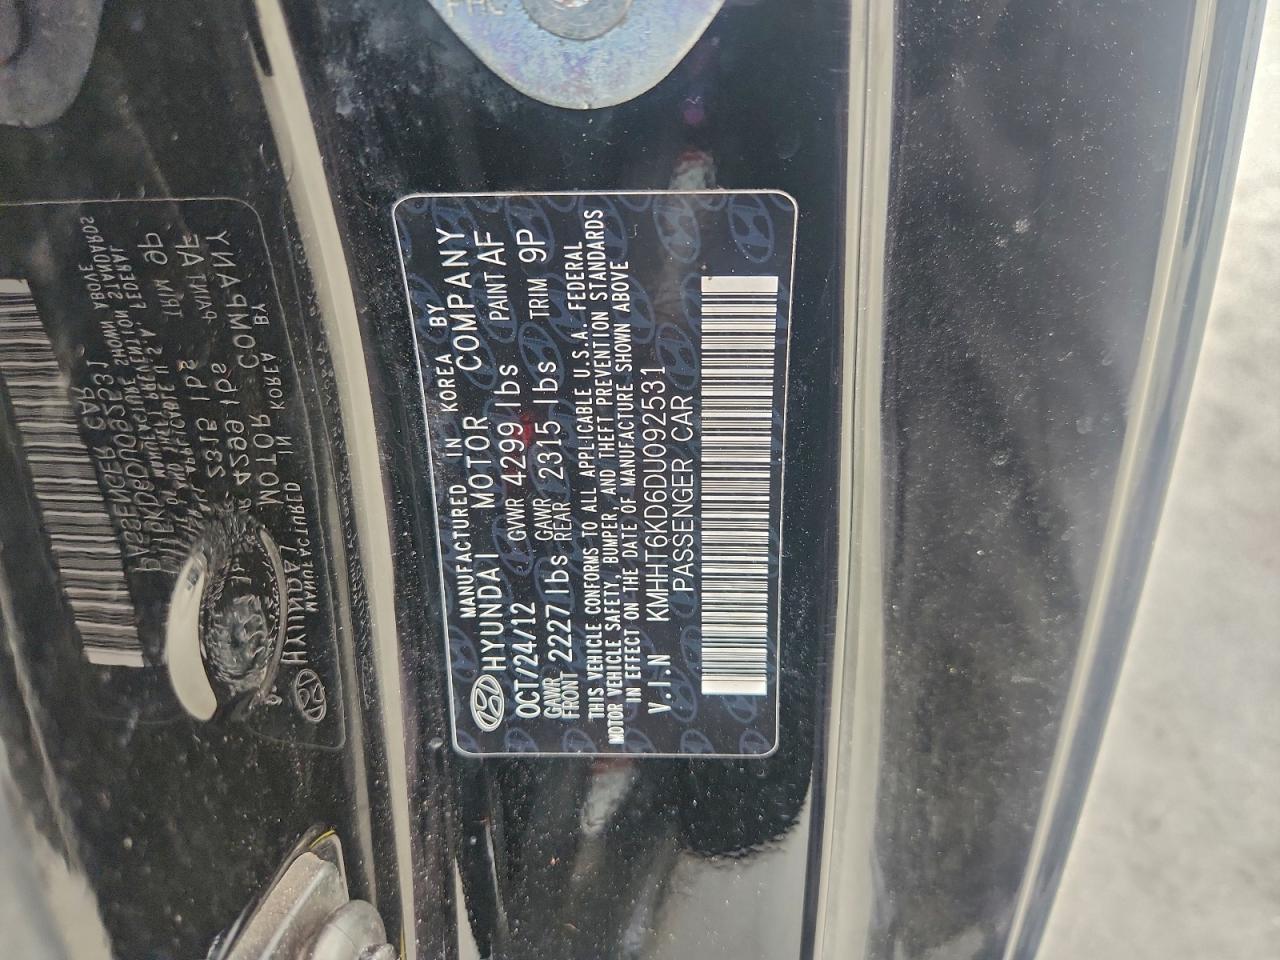 MANUFACTURED IN KOREA BY
HYUNDAI MOTOR COMPANY
OCT/24/12 GVWR 4299 lbs PAINT AF
GAWR FRONT 2227 lbs GAWR REAR 2315 lbs TRIM 9P
THIS VEHICLE CONFORMS TO ALL APPLICABLE U.S.A. FEDERAL
MOTOR VEHICLE SAFETY, BUMPER, AND THEFT PREVENTION STANDARDS
IN EFFECT ON THE DATE OF MANUFACTURE SHOWN ABOVE
V.I.N KMHHT6KD6DU092531
PASSENGER CAR